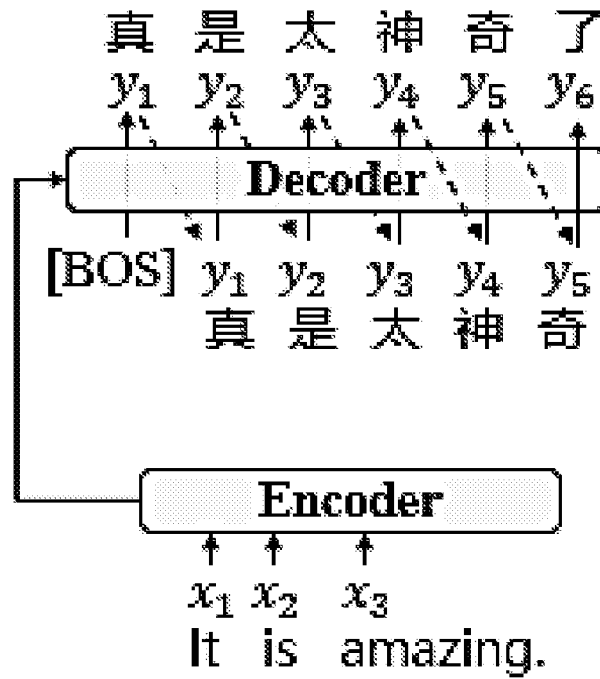 真 是 太 神 奇 了
y₁ y₂ y₃ y₄ y₅ y₆
Decoder
[BOS] y₁ y₂ y₃ y₄ y₅
真 是 太 神 奇
Encoder
x₁ x₂ x₃
It is amazing.